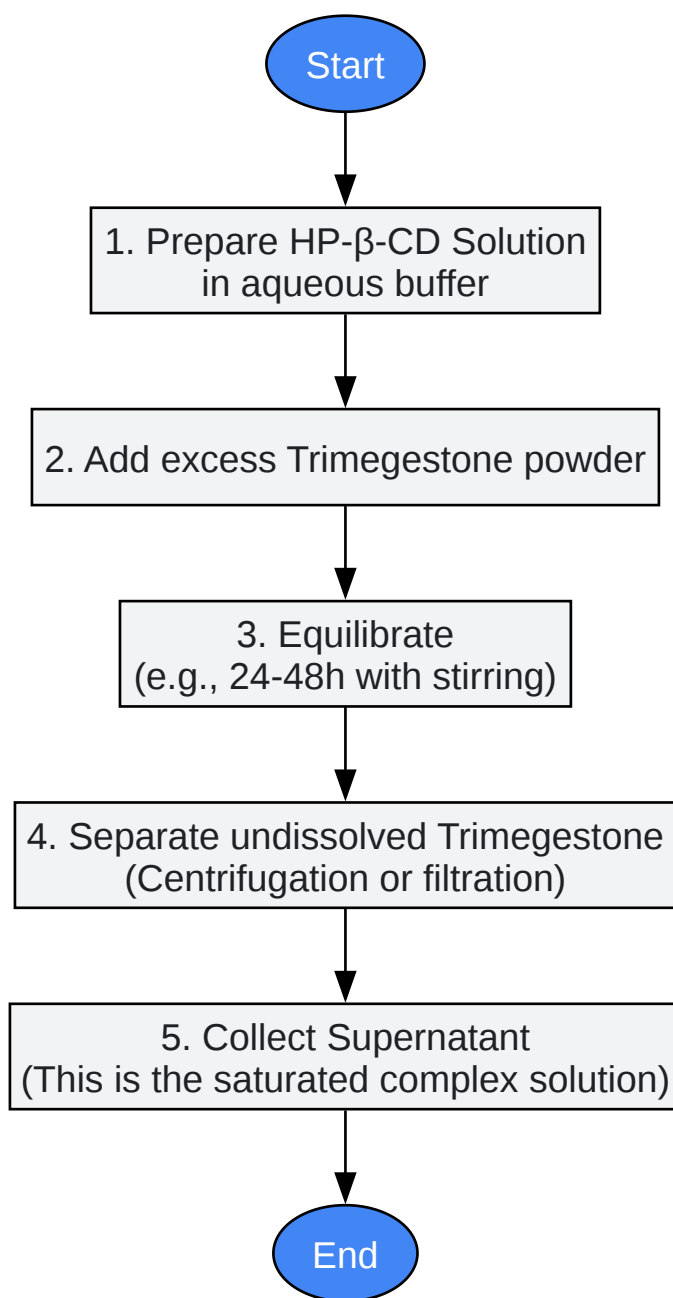 Start
1. Prepare HP-β-CD Solution
in aqueous buffer
2. Add excess Trimegestone powder
3. Equilibrate
(e.g., 24-48h with stirring)
4. Separate undissolved Trimegestone
(Centrifugation or filtration)
5. Collect Supernatant
(This is the saturated complex solution)
End